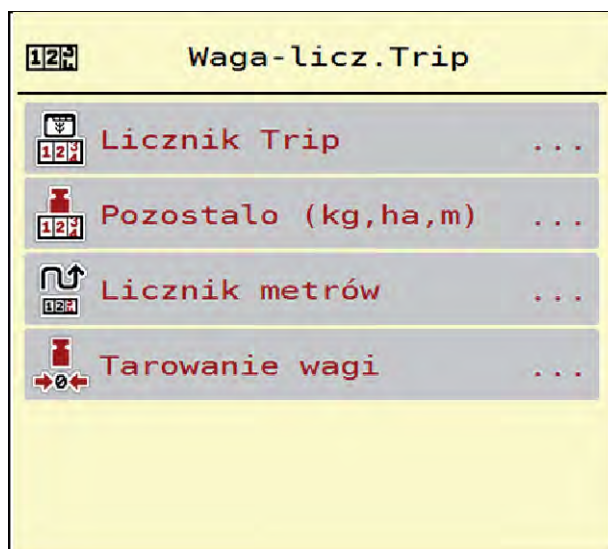 Waga-licz.Trip
Licznik Trip ...
Pozostalo (kg,ha,m) ...
Licznik metrów ...
Tarowanie wagi ...